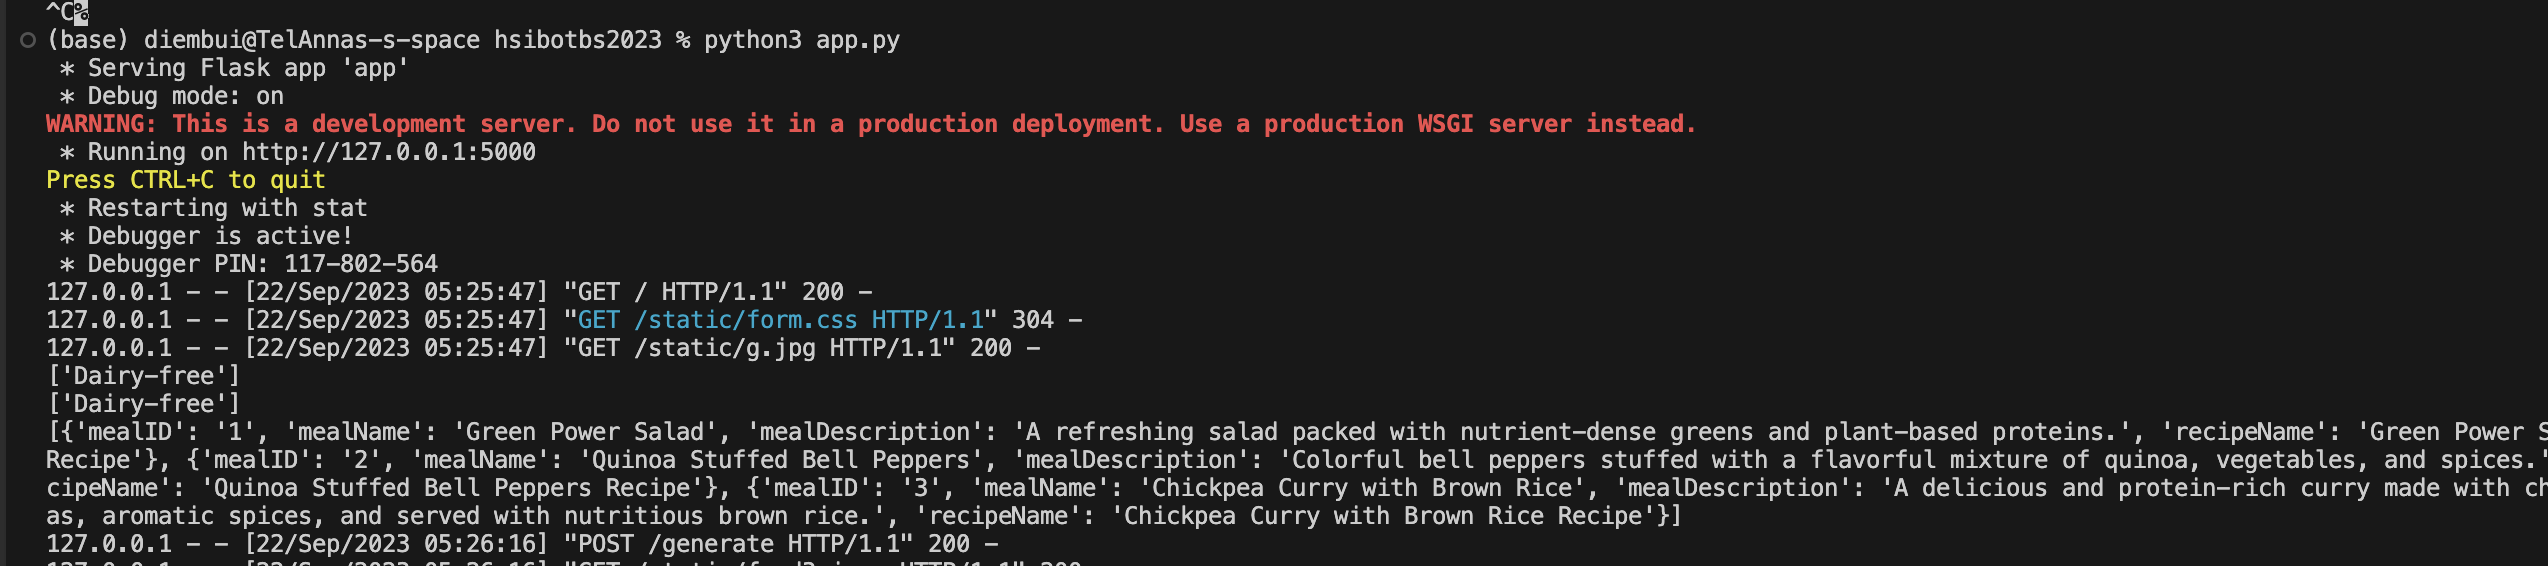 ^C%
(base) diembui@TelAnnas-s-space hsibotbs2023 % python3 app.py
* Serving Flask app 'app'
* Debug mode: on
WARNING: This is a development server. Do not use it in a production deployment. Use a production WSGI server instead.
* Running on http://127.0.0.1:5000
Press CTRL+C to quit
* Restarting with stat
* Debugger is active!
* Debugger PIN: 117-802-564
127.0.0.1 - - [22/Sep/2023 05:25:47] "GET / HTTP/1.1" 200 -
127.0.0.1 - - [22/Sep/2023 05:25:47] "GET /static/form.css HTTP/1.1" 304 -
127.0.0.1 - - [22/Sep/2023 05:25:47] "GET /static/g.jpg HTTP/1.1" 200 -
['Dairy-free']
['Dairy-free']
[{'mealID': '1', 'mealName': 'Green Power Salad', 'mealDescription': 'A refreshing salad packed with nutrient-dense greens and plant-based proteins.', 'recipeName': 'Green Power
Recipe'}, {'mealID': '2', 'mealName': 'Quinoa Stuffed Bell Peppers', 'mealDescription': 'Colorful bell peppers stuffed with a flavorful mixture of quinoa, vegetables, and spices.'
cipeName': 'Quinoa Stuffed Bell Peppers Recipe'}, {'mealID': '3', 'mealName': 'Chickpea Curry with Brown Rice', 'mealDescription': 'A delicious and protein-rich curry made with
as, aromatic spices, and served with nutritious brown rice.', 'recipeName': 'Chickpea Curry with Brown Rice Recipe'}]
127.0.0.1 - - [22/Sep/2023 05:26:16] "POST /generate HTTP/1.1" 200 -